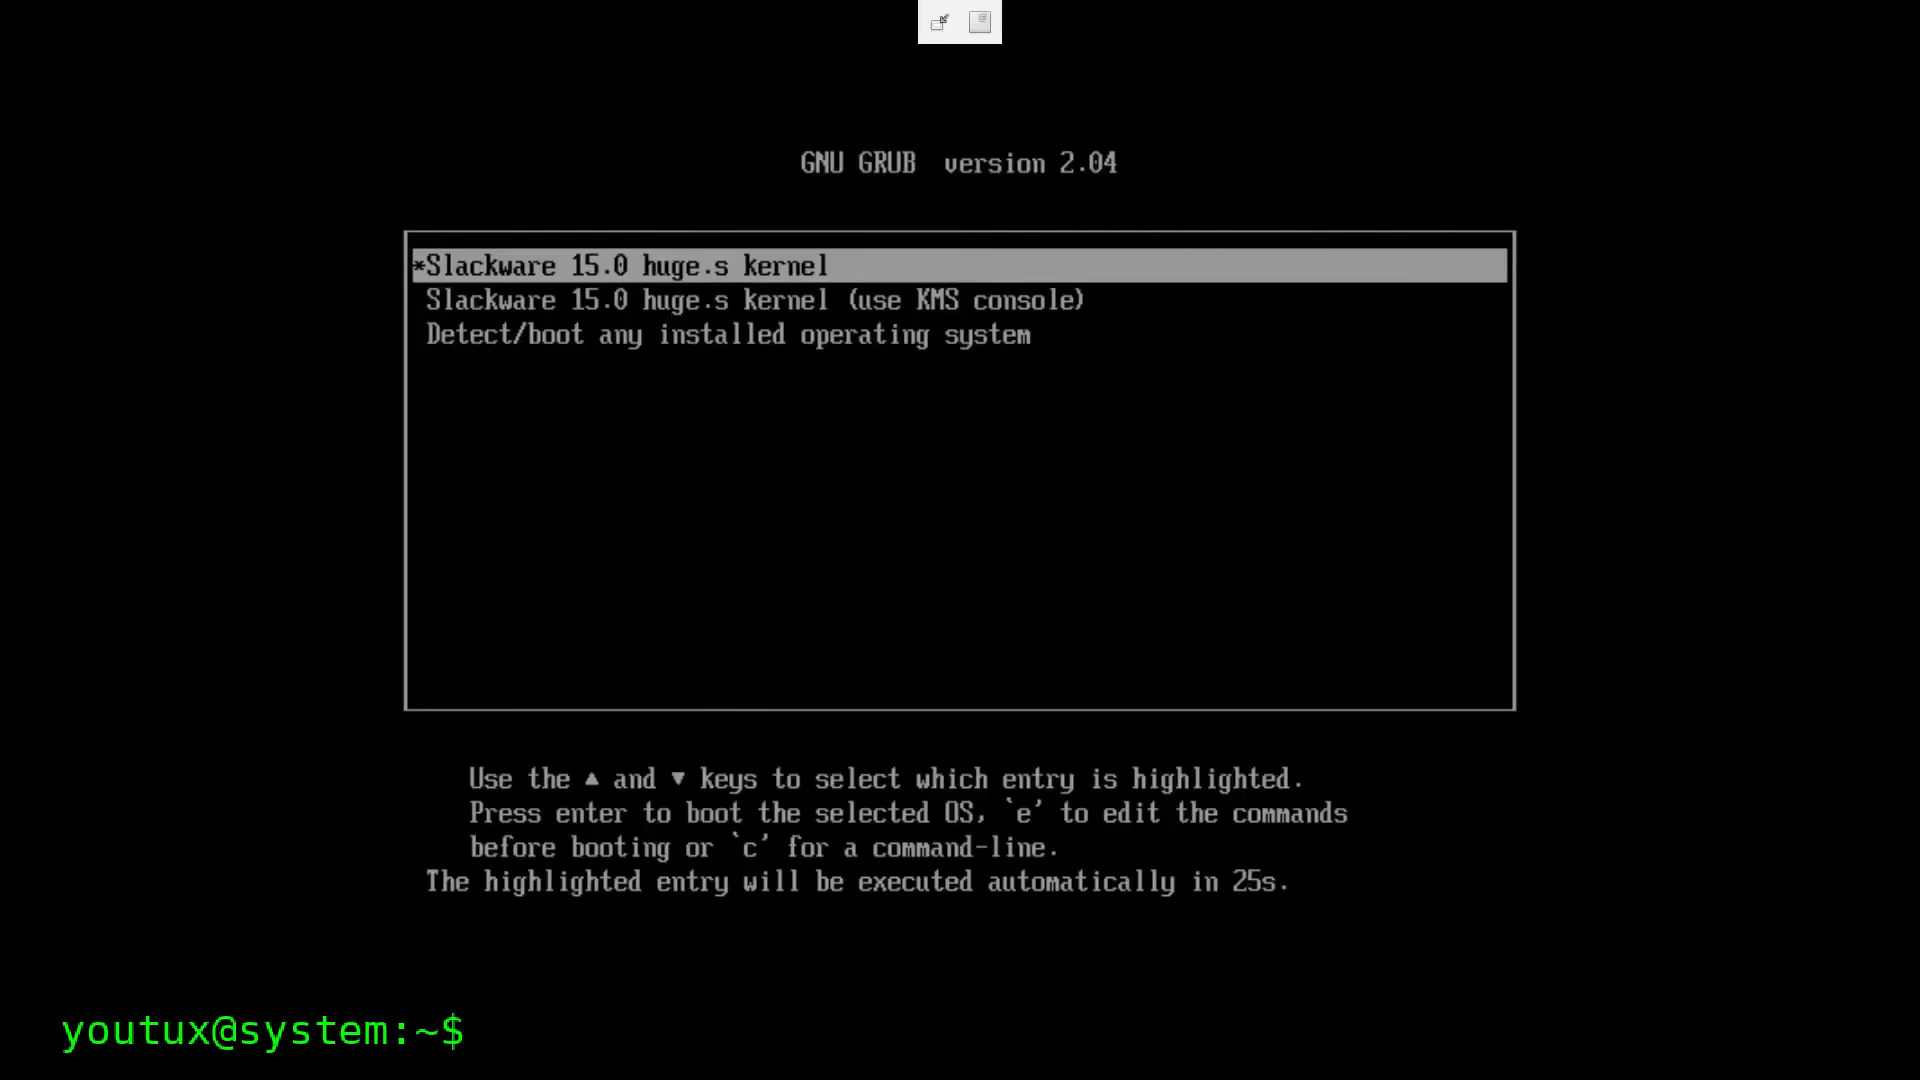 GNU GRUB  version 2.04
*Slackware 15.0 huge.s kernel
Slackware 15.0 huge.s kernel (use KMS console)
Detect/boot any installed operating system
Use the ▲ and ▼ keys to select which entry is highlighted.
Press enter to boot the selected OS, `e' to edit the commands
before booting or `c' for a command-line.
The highlighted entry will be executed automatically in 25s.
youtux@system:~$